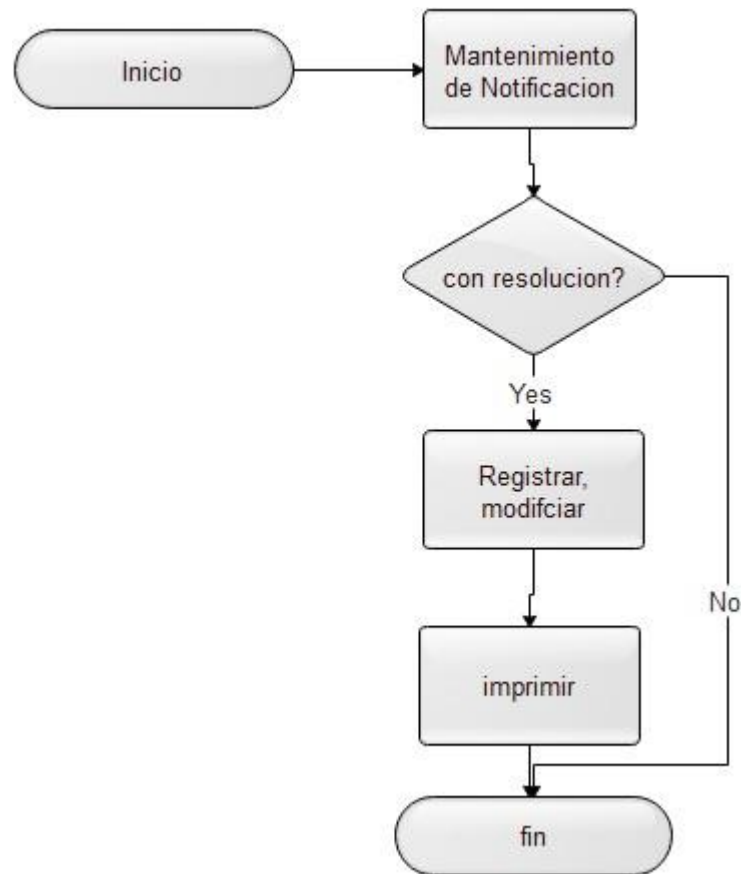 Inicio
Mantenimiento
de Notificacion
con resolucion?
Yes
Registrar,
modifciar
No
imprimir
fin